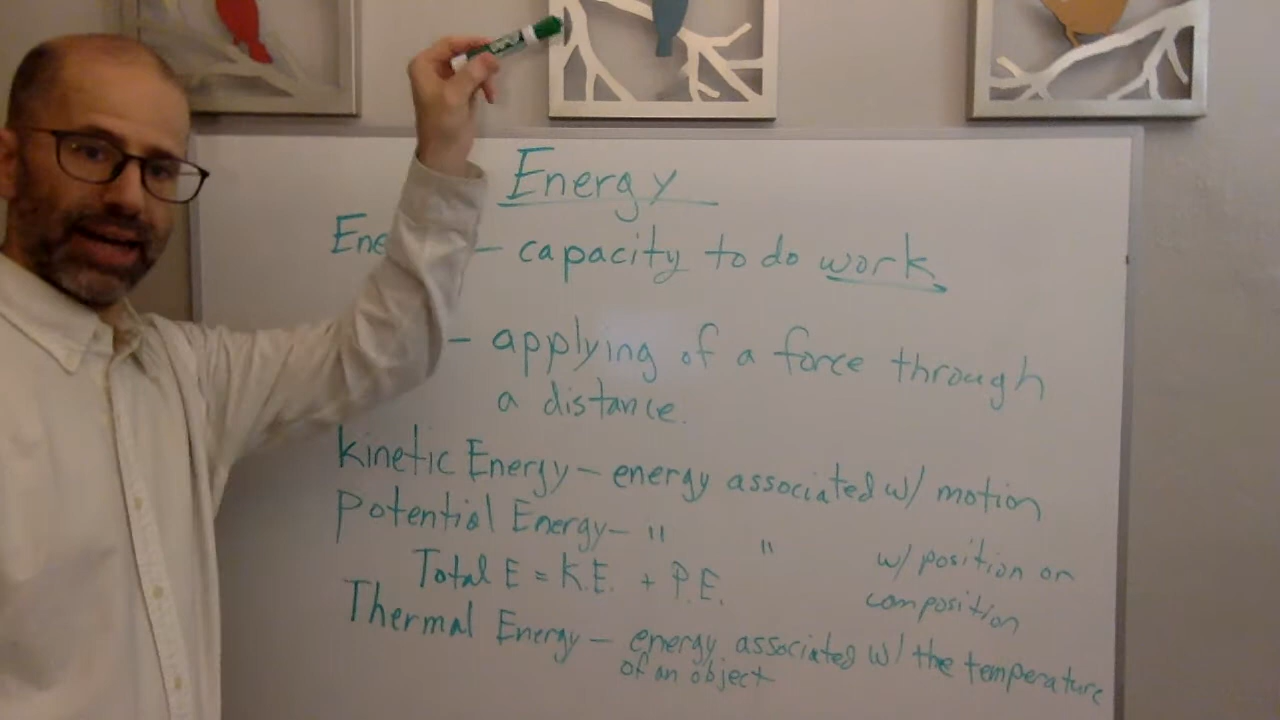 Energy
Ene – capacity to do work
– applying of a force through
a distance.
Kinetic Energy – energy associated w/ motion
Potential Energy – " " w/ position or
composition
Total E = K.E. + P.E.
Thermal Energy – energy associated w/ the temperature
of an object